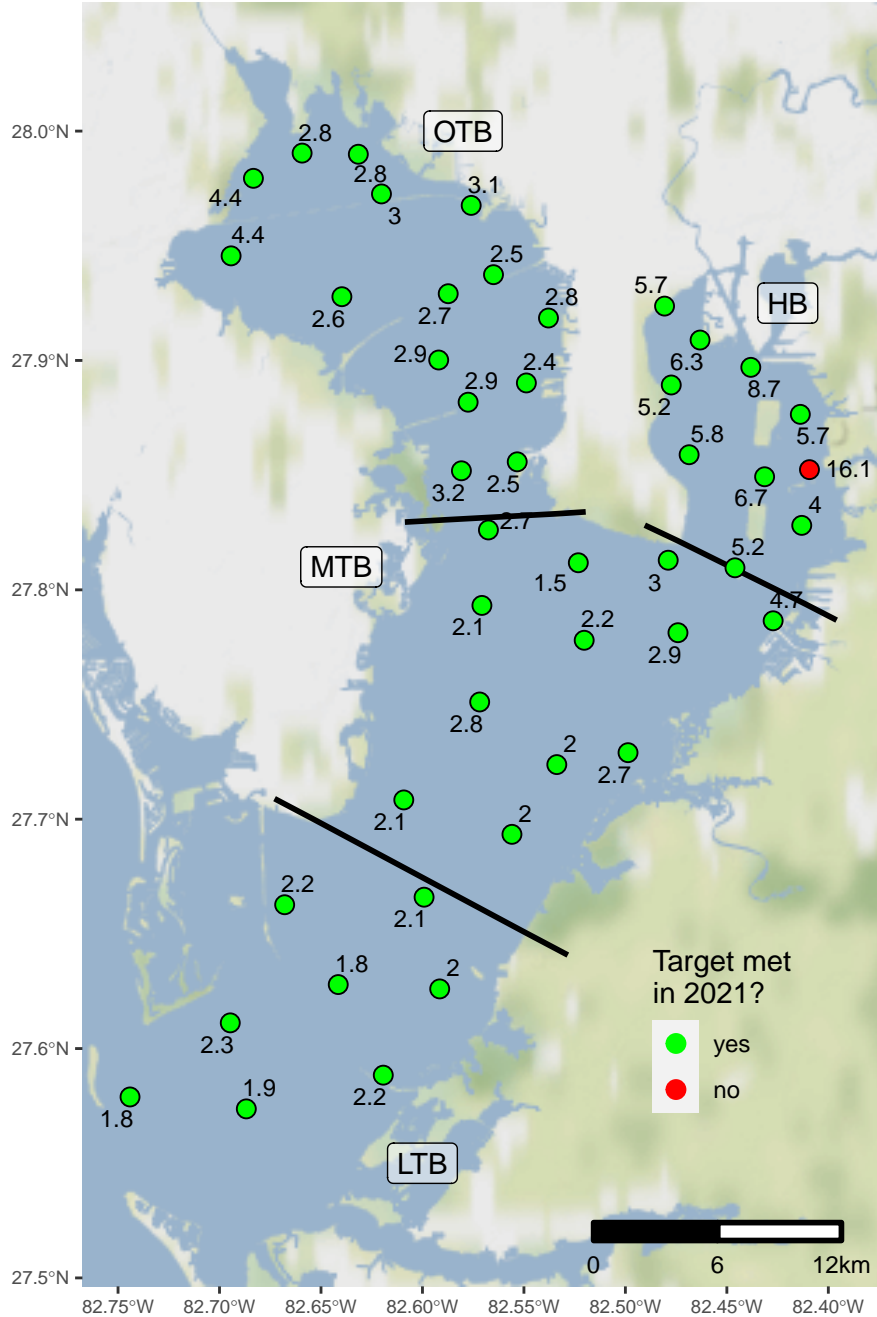 28.0°N
27.9°N
27.8°N
27.7°N
27.6°N
27.5°N
OTB
2.8
2.8
4.4
3
3.1
4.4
2.5
2.6
2.7
2.8
5.7
HB
2.9
2.4
6.3
8.7
2.9
5.2
5.7
5.8
3.2
2.5
6.7
16.1
4
2.7
MTB
1.5
3
5.2
2.1
2.2
2.9
4.7
2.8
2
2.7
2.1
2
2.2
2.1
1.8
2
2.3
1.8
1.9
2.2
LTB
Target met
in 2021?
yes
no
0 6 12km
82.75°W 82.70°W 82.65°W 82.60°W 82.55°W 82.50°W 82.45°W 82.40°W